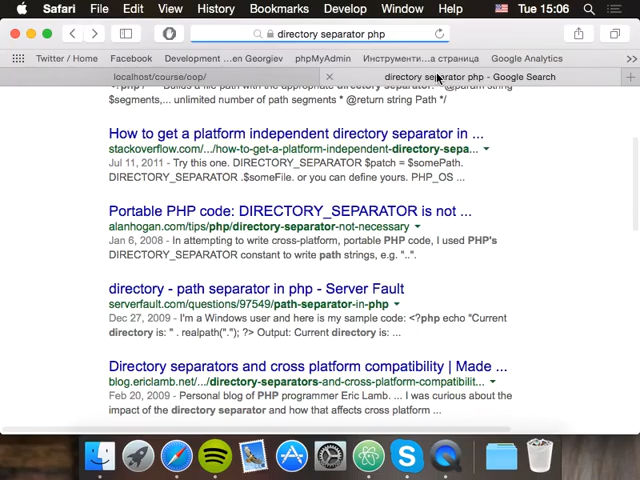 Safari File Edit View History Bookmarks Develop Window Help Tue 15:06
directory separator php
Twitter / Home Facebook Development ...en Georgiev phpMyAdmin Инструменти...а страница Google Analytics
localhost/course/oop/ directory separator php - Google Search
$segments,... unlimited number of path segments * @return string Path */
How to get a platform independent directory separator in ...
stackoverflow.com/.../how-to-get-a-platform-independent-directory-sepa...
Jul 11, 2011 - Try this one. DIRECTORY_SEPARATOR $patch = $somePath.
DIRECTORY_SEPARATOR .$someFile. or you can define yours. PHP_OS ...
Portable PHP code: DIRECTORY_SEPARATOR is not ...
alanhogan.com/tips/php/directory-separator-not-necessary
Jan 6, 2008 - In attempting to write cross-platform, portable PHP code, I used PHP's
DIRECTORY_SEPARATOR constant to write path strings, e.g. "..".
directory - path separator in php - Server Fault
serverfault.com/questions/97549/path-separator-in-php
Dec 27, 2009 - I'm a Windows user and here is my sample code: <?php echo "Current
directory is: " . realpath("."); ?> Output: Current directory is: ...
Directory separators and cross platform compatibility | Made ...
blog.ericlamb.net/.../directory-separators-and-cross-platform-compatibilit...
Feb 20, 2009 - Personal blog of PHP programmer Eric Lamb. ... I was curious about the
impact of the directory separator and how that affects cross platform ...